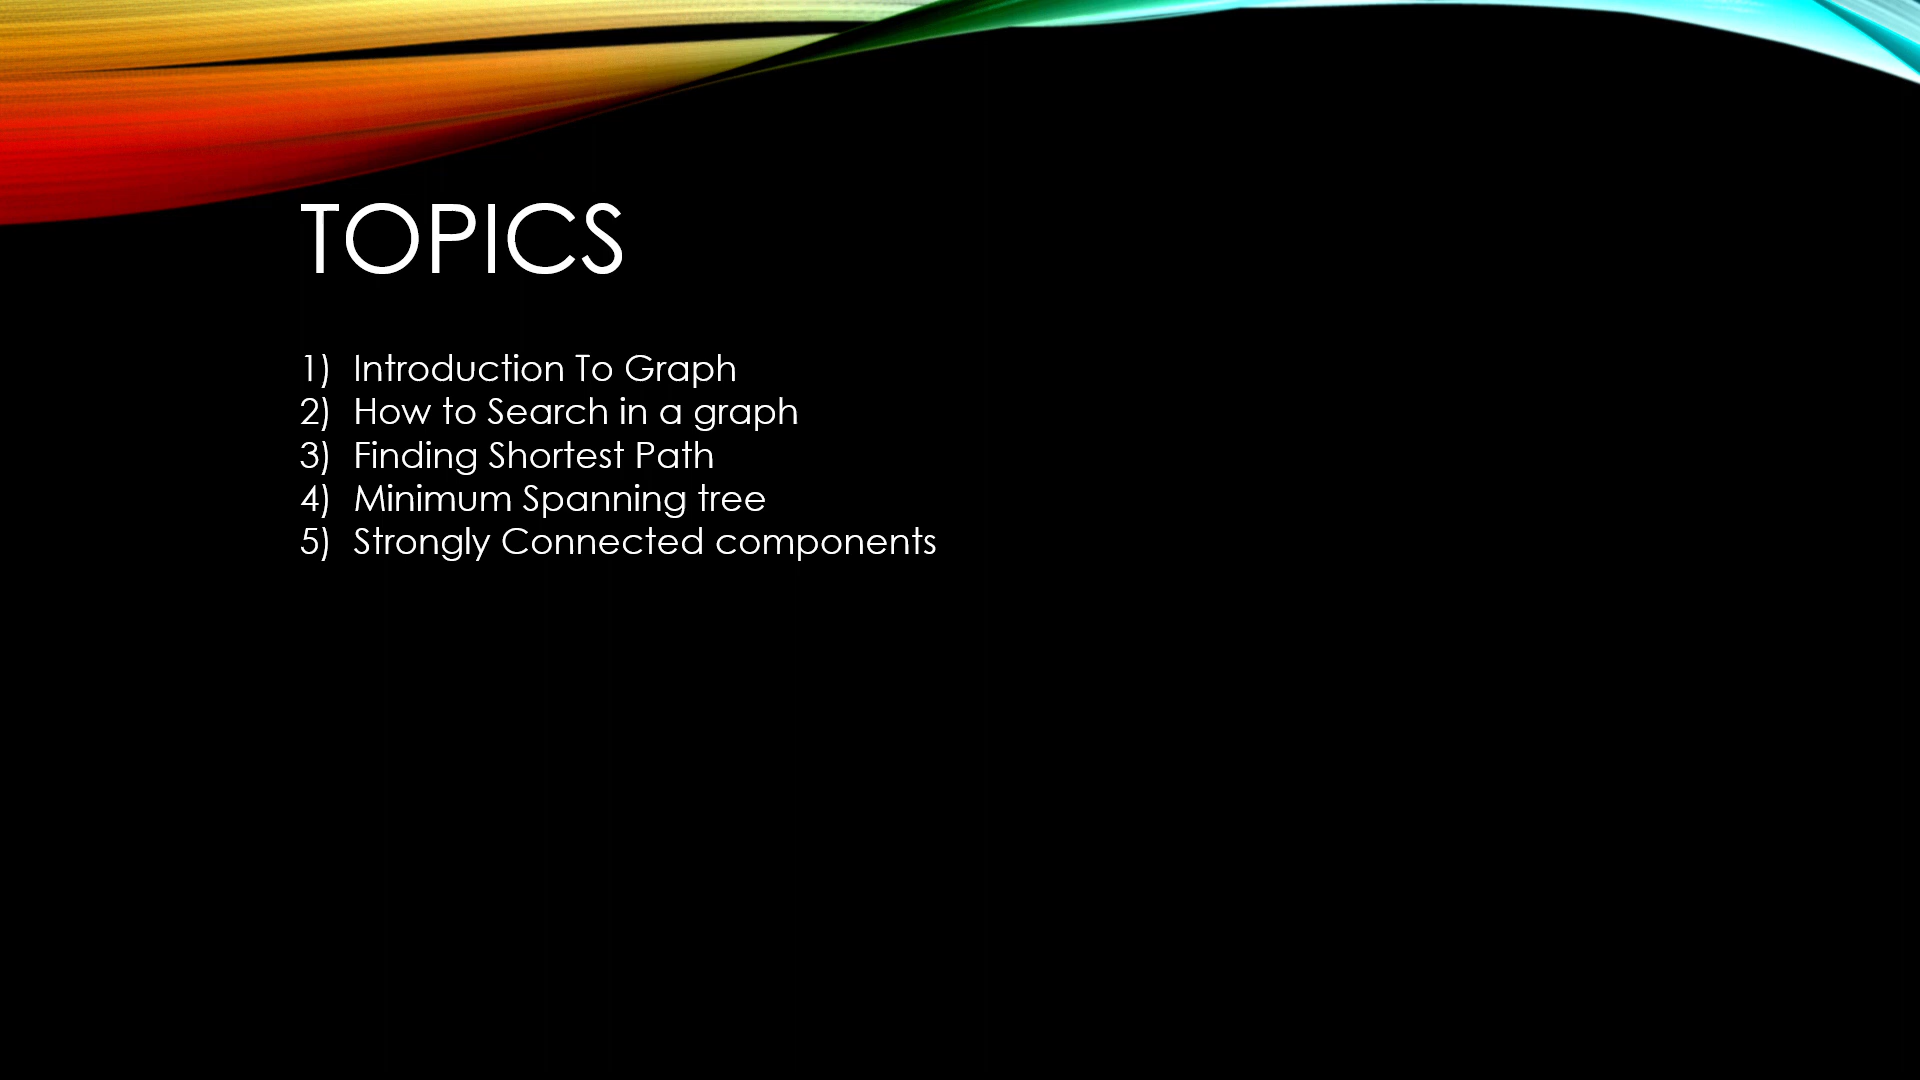 TOPICS
1) Introduction To Graph
2) How to Search in a graph
3) Finding Shortest Path
4) Minimum Spanning tree
5) Strongly Connected components